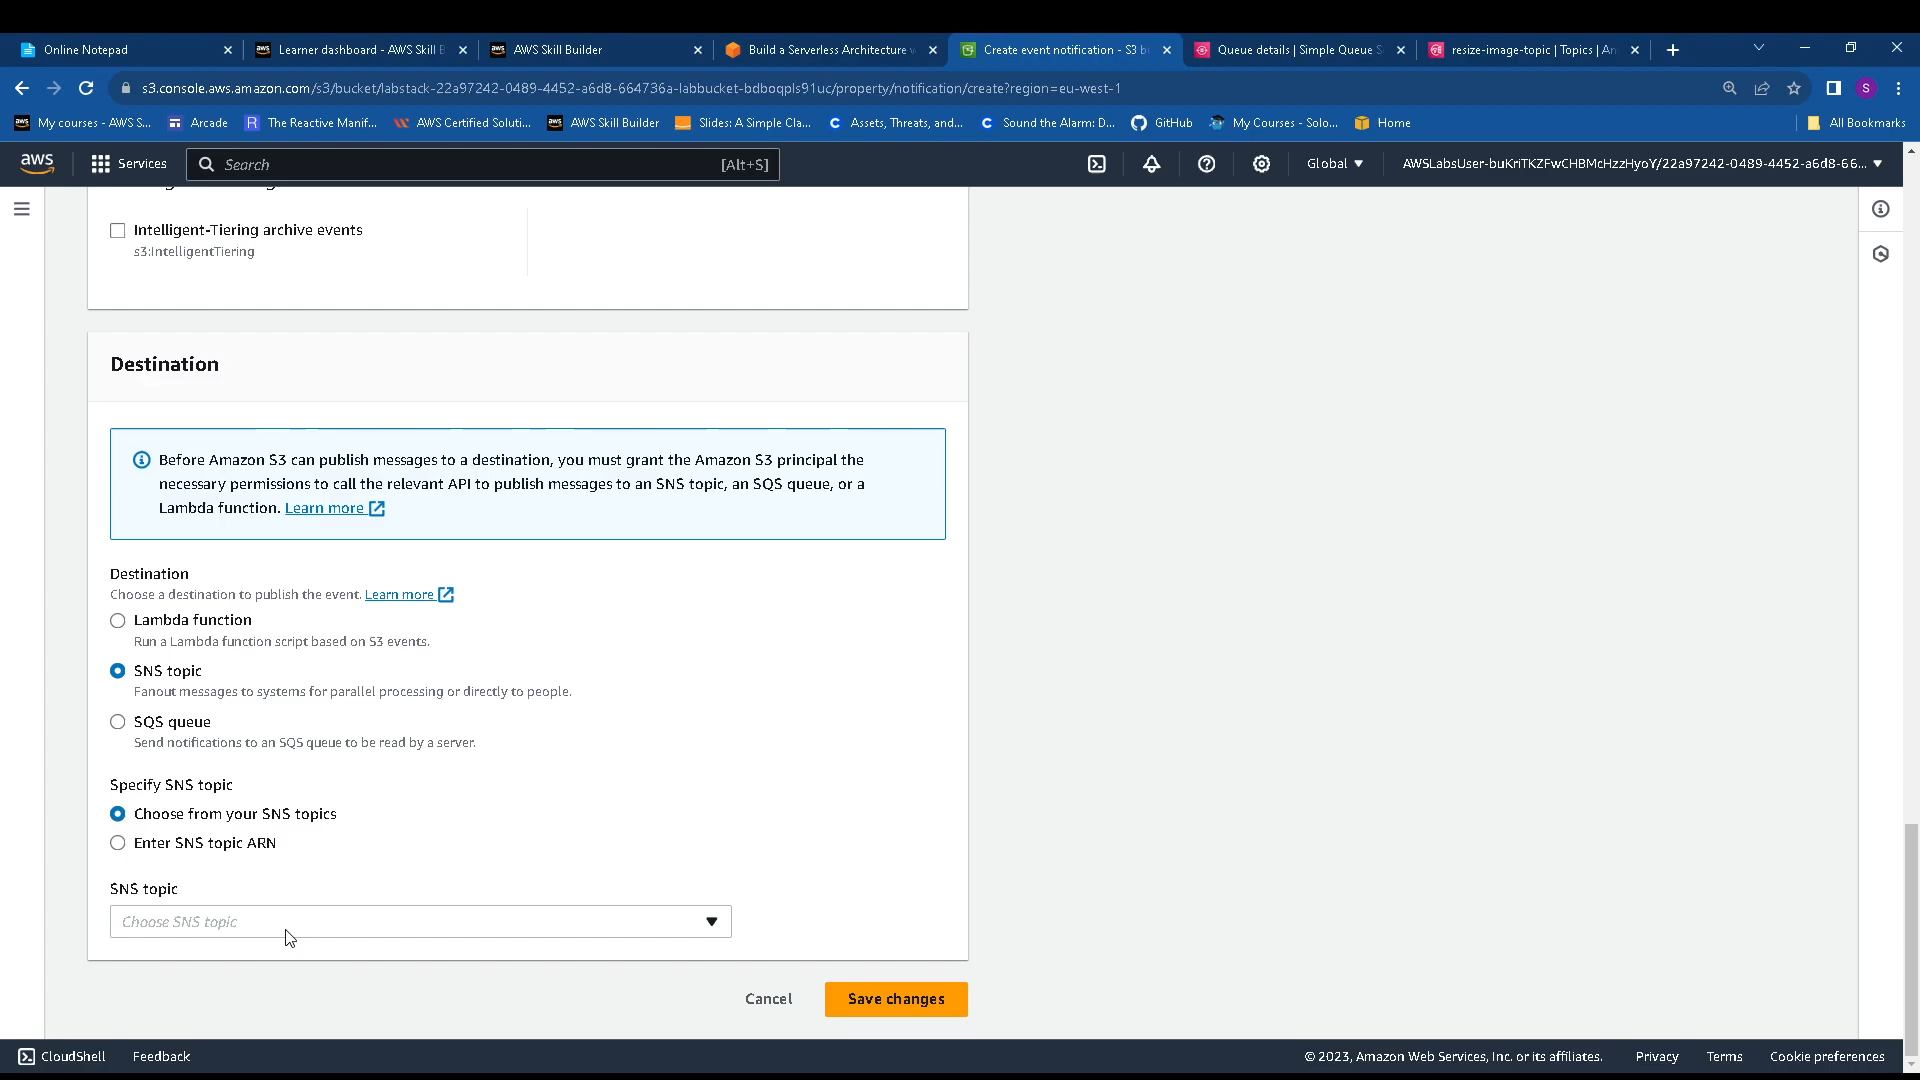 Online Notepad
Learner dashboard - AWS Skill B
AWS Skill Builder
Build a Serverless Architecture
Create event notification - S3 b
Queue details | Simple Queue S
resize-image-topic | Topics | Am
s3.console.aws.amazon.com/s3/bucket/labstack-22a97242-0489-4452-a6d8-664736a-labbucket-bdboqpls91uc/property/notification/create?region=eu-west-1
My courses - AWS S...
Arcade
The Reactive Manif...
AWS Certified Soluti...
AWS Skill Builder
Slides: A Simple Cla...
Assets, Threats, and...
Sound the Alarm: D...
GitHub
My Courses - Solo...
Home
All Bookmarks
aws
Services
Search
[Alt+S]
Global
AWSLabsUser-buKriTKZFwCHBMcHzzHyoY/22a97242-0489-4452-a6d8-66...
Intelligent-Tiering archive events
s3:IntelligentTiering
Destination
Before Amazon S3 can publish messages to a destination, you must grant the Amazon S3 principal the
necessary permissions to call the relevant API to publish messages to an SNS topic, an SQS queue, or a
Lambda function. Learn more
Destination
Choose a destination to publish the event. Learn more
Lambda function
Run a Lambda function script based on S3 events.
SNS topic
Fanout messages to systems for parallel processing or directly to people.
SQS queue
Send notifications to an SQS queue to be read by a server.
Specify SNS topic
Choose from your SNS topics
Enter SNS topic ARN
SNS topic
Choose SNS topic
Cancel
Save changes
CloudShell
Feedback
© 2023, Amazon Web Services, Inc. or its affiliates.
Privacy
Terms
Cookie preferences